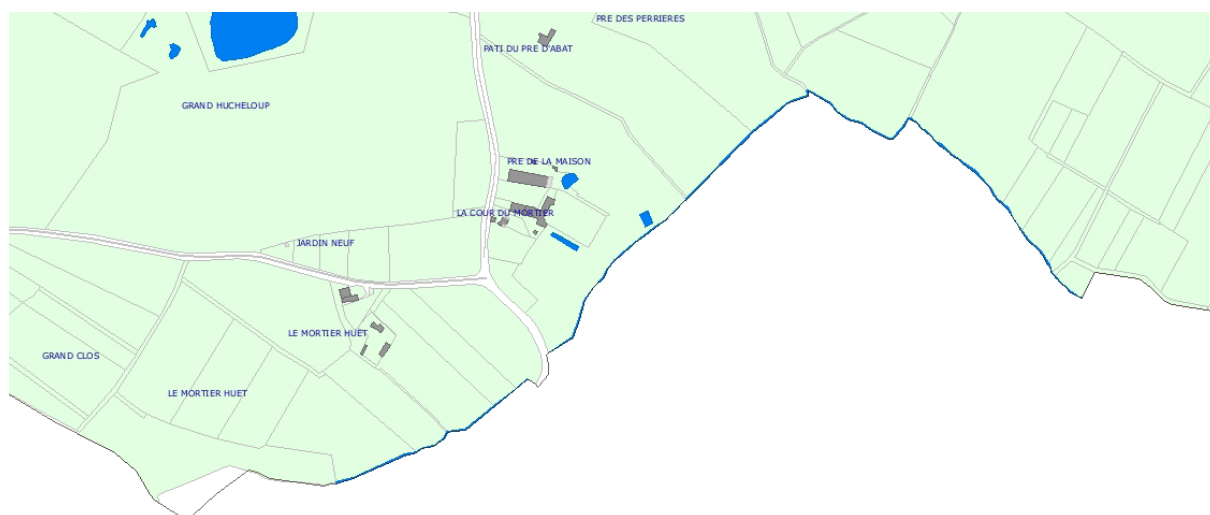 PRE DES PERRIERES
PATI DU PRE D'ABAT
GRAND HUCHELOUP
PRE DE LA MAISON
LA COUR DU MORTIER
JARDIN NEUF
LE MORTIER HUET
GRAND CLOS
LE MORTIER HUET